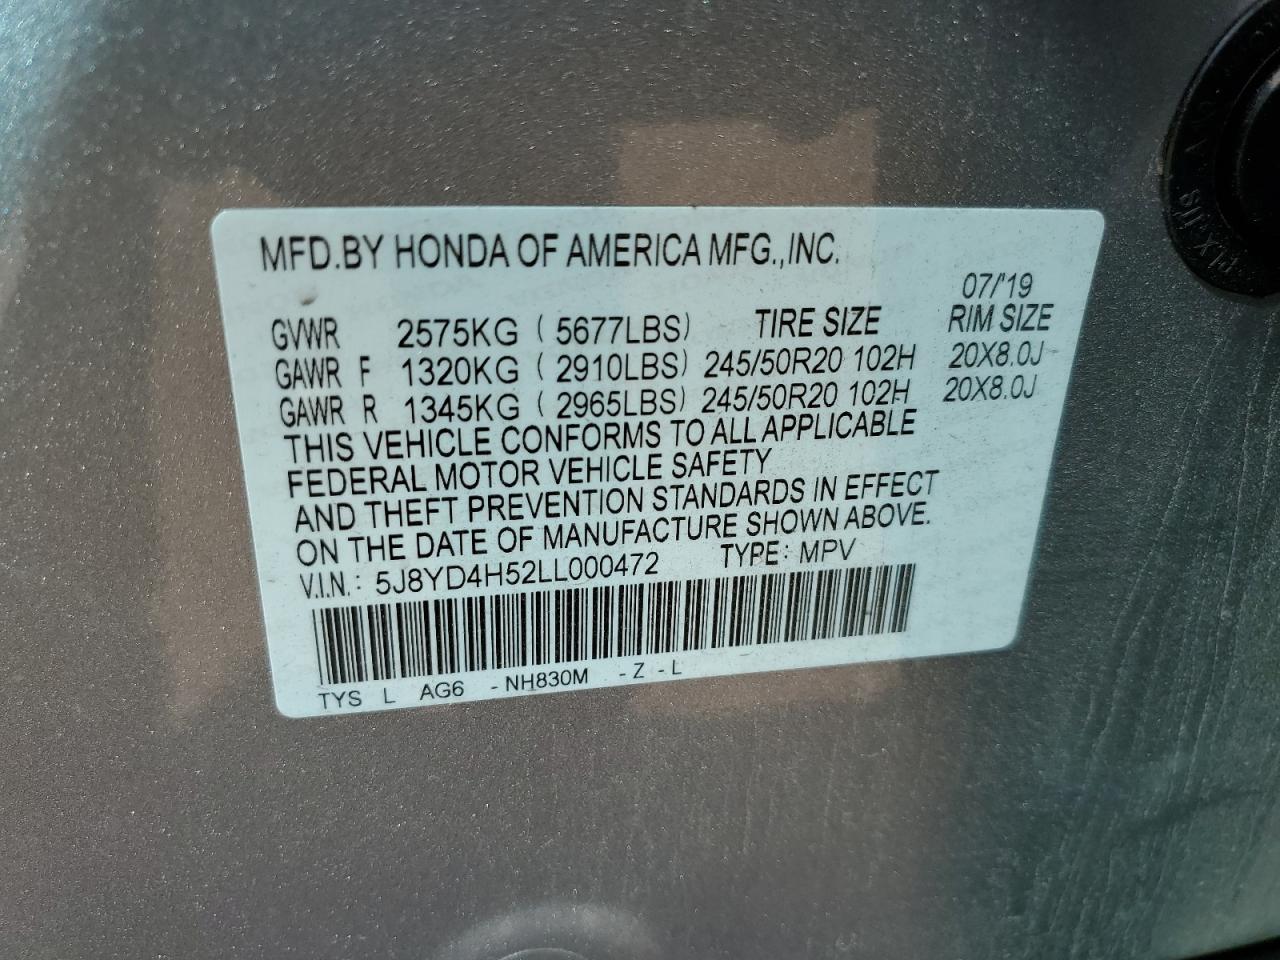 MFD.BY HONDA OF AMERICA MFG.,INC.
07/'19
GVWR 2575KG ( 5677LBS) TIRE SIZE RIM SIZE
GAWR F 1320KG ( 2910LBS) 245/50R20 102H 20X8.0J
GAWR R 1345KG ( 2965LBS) 245/50R20 102H 20X8.0J
THIS VEHICLE CONFORMS TO ALL APPLICABLE
FEDERAL MOTOR VEHICLE SAFETY
AND THEFT PREVENTION STANDARDS IN EFFECT
ON THE DATE OF MANUFACTURE SHOWN ABOVE.
V.I.N.: 5J8YD4H52LL000472 TYPE: MPV
TYS L AG6 -NH830M -Z -L